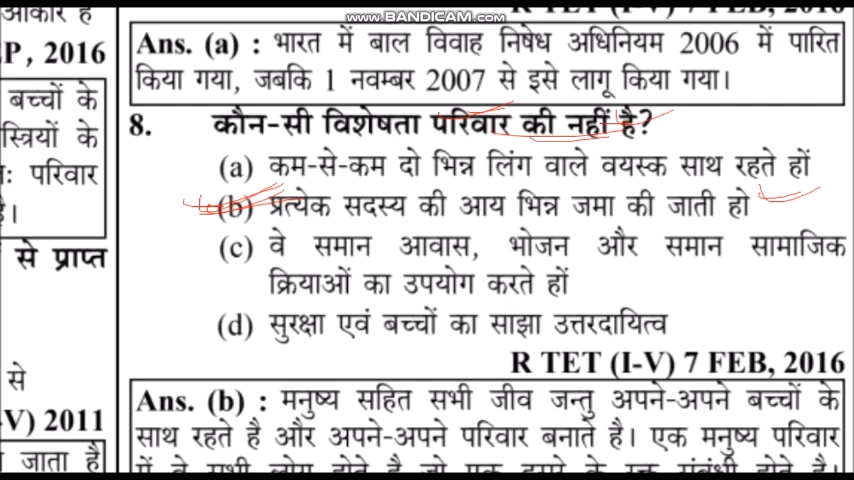 www.BANDICAM.com
आकार है
P, 2016
बच्चों के
स्त्रियों के
परिवार
है।
से प्राप्त
से
-V) 2011
जाता है
Ans. (a) : भारत में बाल विवाह निषेध अधिनियम 2006 में पारित
किया गया, जबकि 1 नवम्बर 2007 से इसे लागू किया गया।
8. कौन-सी विशेषता परिवार की नहीं है?
(a) कम-से-कम दो भिन्न लिंग वाले वयस्क साथ रहते हों
(b) प्रत्येक सदस्य की आय भिन्न जमा की जाती हो
(c) वे समान आवास, भोजन और समान सामाजिक
क्रियाओं का उपयोग करते हों
(d) सुरक्षा एवं बच्चों का साझा उत्तरदायित्व
R TET (I-V) 7 FEB, 2016
Ans. (b) : मनुष्य सहित सभी जीव जन्तु अपने-अपने बच्चों के
साथ रहते है और अपने-अपने परिवार बनाते है। एक मनुष्य परिवार